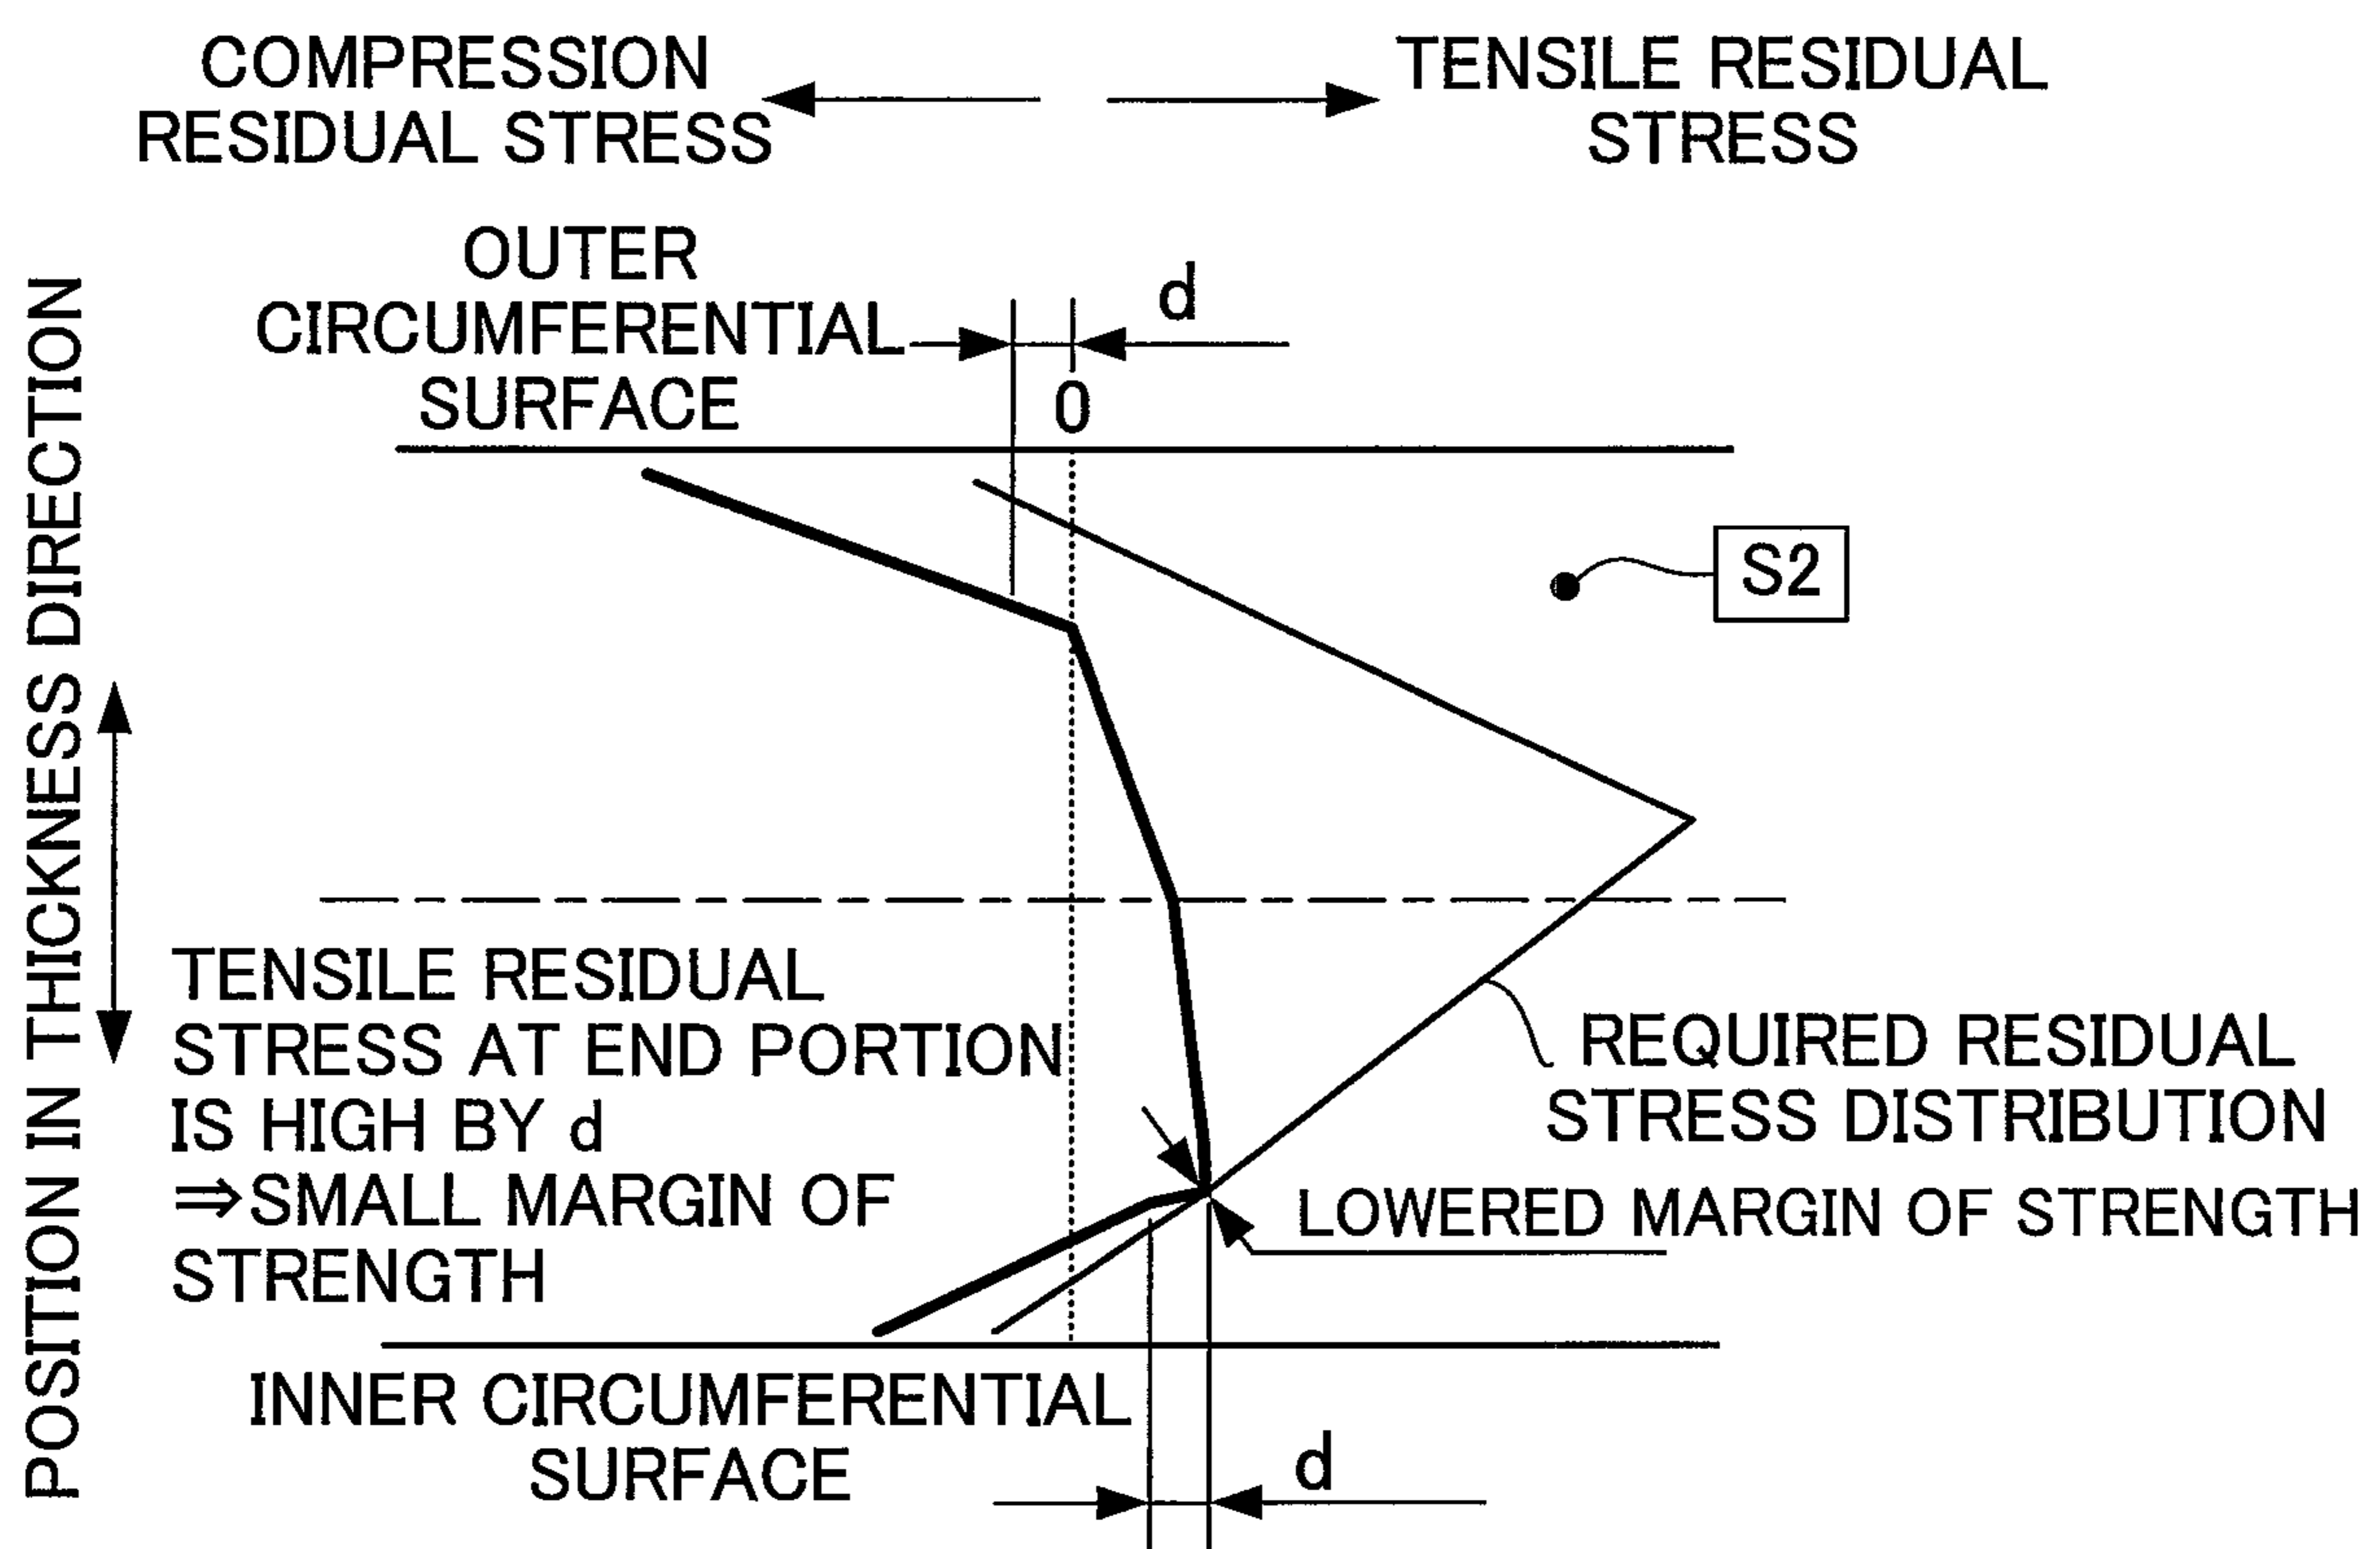 COMPRESSION
RESIDUAL STRESS
TENSILE RESIDUAL
STRESS
OUTER
CIRCUMFERENTIAL
SURFACE
d
0
S2
POSITION IN THICKNESS DIRECTION
TENSILE RESIDUAL
STRESS AT END PORTION
IS HIGH BY d
⇒SMALL MARGIN OF
STRENGTH
REQUIRED RESIDUAL
STRESS DISTRIBUTION
LOWERED MARGIN OF STRENGTH
INNER CIRCUMFERENTIAL
SURFACE
d